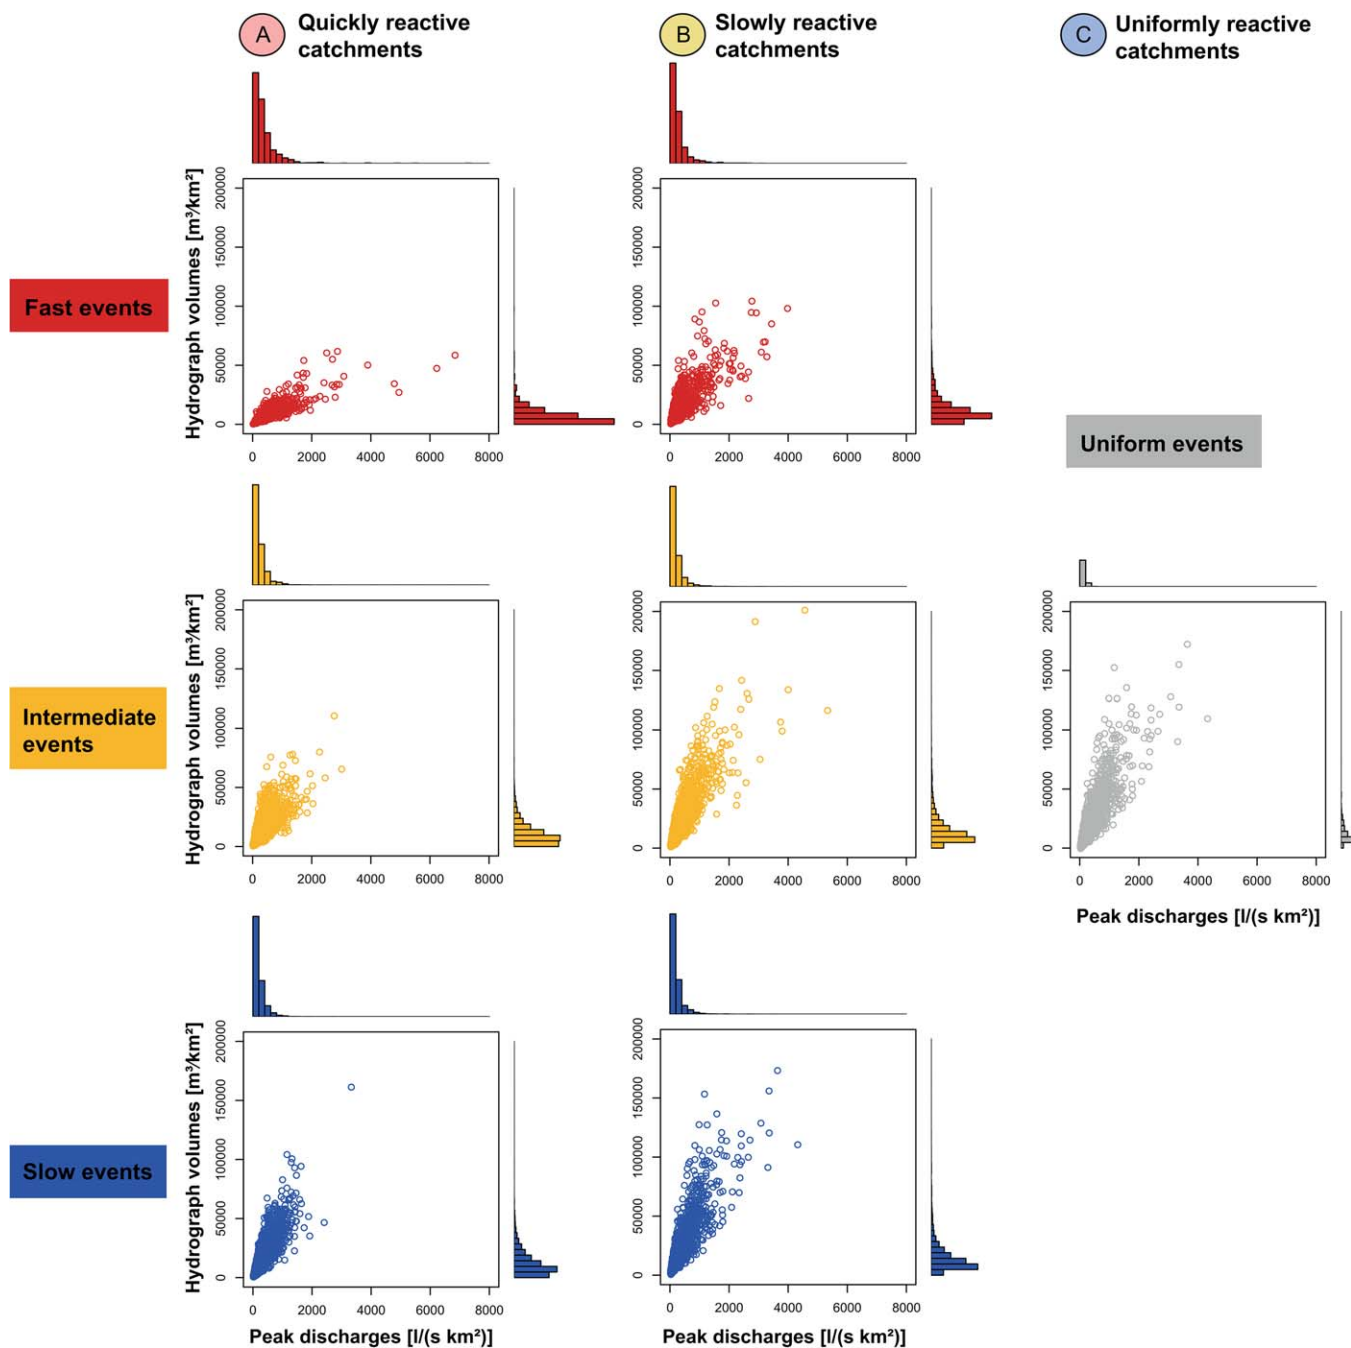 A Quickly reactive
catchments
B Slowly reactive
catchments
C Uniformly reactive
catchments
Fast events
Hydrograph volumes [m³/km²]
0 50000 100000 150000 200000
0 2000 4000 6000 8000
0 50000 100000 150000 200000
0 2000 4000 6000 8000
Uniform events
Intermediate
events
Hydrograph volumes [m³/km²]
0 50000 100000 150000 200000
0 2000 4000 6000 8000
0 50000 100000 150000 200000
0 2000 4000 6000 8000
0 50000 100000 150000 200000
0 2000 4000 6000 8000
Peak discharges [l/(s km²)]
Slow events
Hydrograph volumes [m³/km²]
0 50000 100000 150000 200000
0 2000 4000 6000 8000
Peak discharges [l/(s km²)]
0 50000 100000 150000 200000
0 2000 4000 6000 8000
Peak discharges [l/(s km²)]